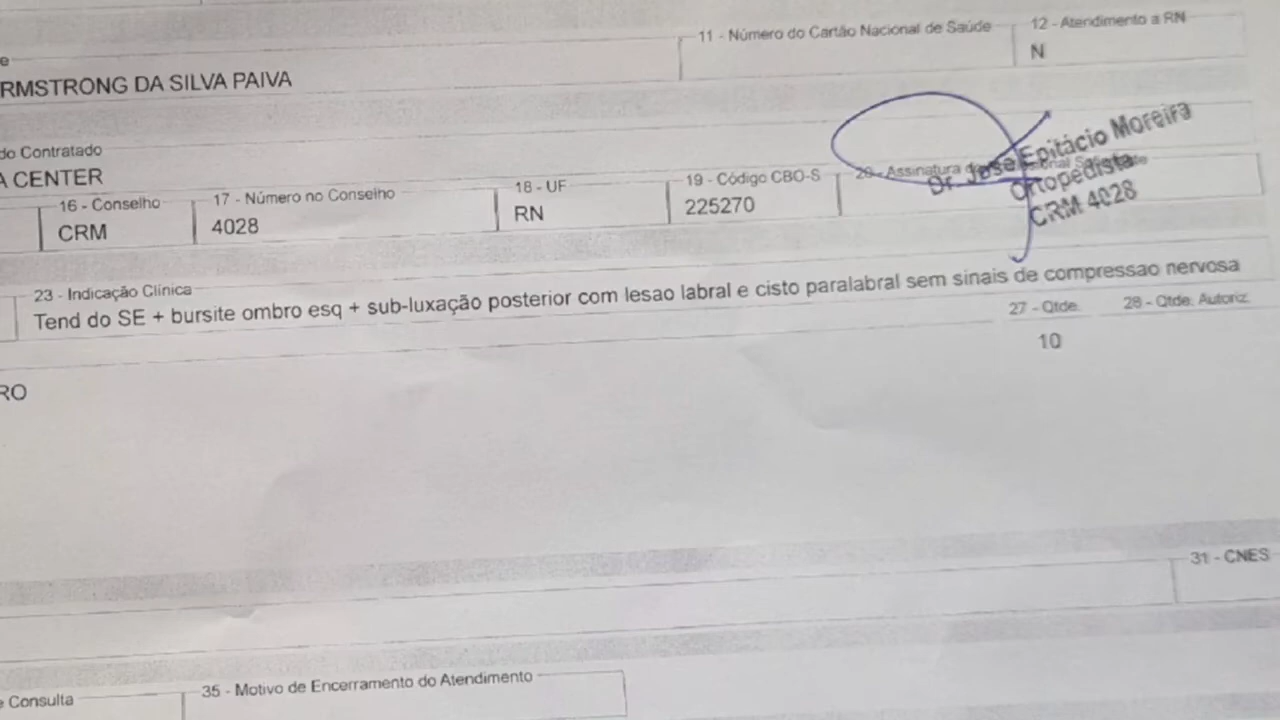 11 - Número do Cartão Nacional de Saúde
12 - Atendimento a RN
N
e
RMSTRONG DA SILVA PAIVA
do Contratado
A CENTER
16 - Conselho
CRM
17 - Número no Conselho
4028
18 - UF
RN
19 - Código CBO-S
225270
20 - Assinatura
Dr. José Epitácio Moreira
Ortopedista
CRM 4028
23 - Indicação Clínica
Tend do SE + bursite ombro esq + sub-luxação posterior com lesao labral e cisto paralabral sem sinais de compressao nervosa
27 - Qtde.
28 - Qtde. Autoriz.
10
RO
31 - CNES
e Consulta
35 - Motivo de Encerramento do Atendimento